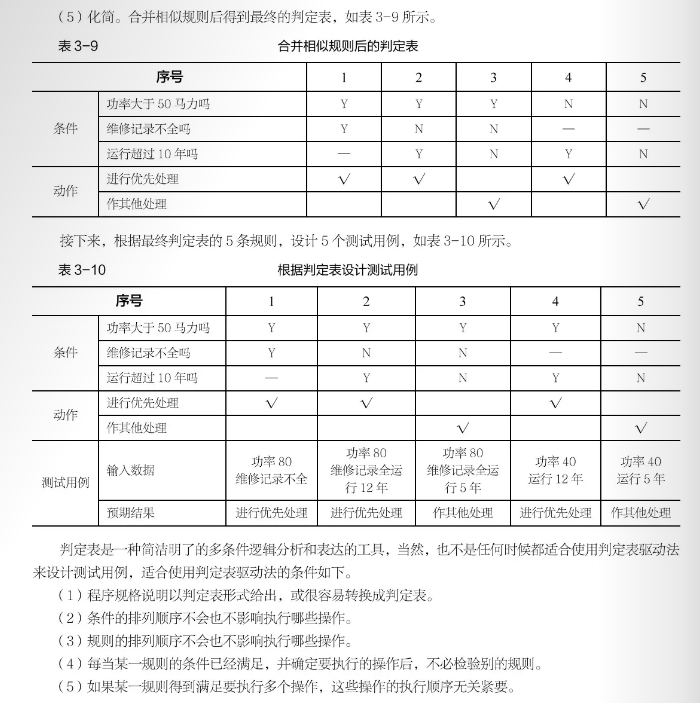 （5）化简。合并相似规则后得到最终的判定表，如表 3-9 所示。
表 3-9 合并相似规则后的判定表
序号 1 2 3 4 5
条件 功率大于 50 马力吗 Y Y Y N N
维修记录不全吗 Y N N — —
运行超过 10 年吗 — Y N Y N
动作 进行优先处理 √ √ √
作其他处理 √ √
接下来，根据最终判定表的 5 条规则，设计 5 个测试用例，如表 3-10 所示。
表 3-10 根据判定表设计测试用例
序号 1 2 3 4 5
条件 功率大于 50 马力吗 Y Y Y Y N
维修记录不全吗 Y N N — —
运行超过 10 年吗 — Y N Y N
动作 进行优先处理 √ √ √
作其他处理 √ √
测试用例 输入数据 功率 80 维修记录不全 功率 80 维修记录全运行 12 年 功率 80 维修记录全运行 5 年 功率 40 运行 12 年 功率 40 运行 5 年
预期结果 进行优先处理 进行优先处理 作其他处理 进行优先处理 作其他处理
判定表是一种简洁明了的多条件逻辑分析和表达的工具，当然，也不是任何时候都适合使用判定表驱动法
来设计测试用例，适合使用判定表驱动法的条件如下。
（1）程序规格说明以判定表形式给出，或很容易转换成判定表。
（2）条件的排列顺序不会也不影响执行哪些操作。
（3）规则的排列顺序不会也不影响执行哪些操作。
（4）每当某一规则的条件已经满足，并确定要执行的操作后，不必检验别的规则。
（5）如果某一规则得到满足要执行多个操作，这些操作的执行顺序无关紧要。